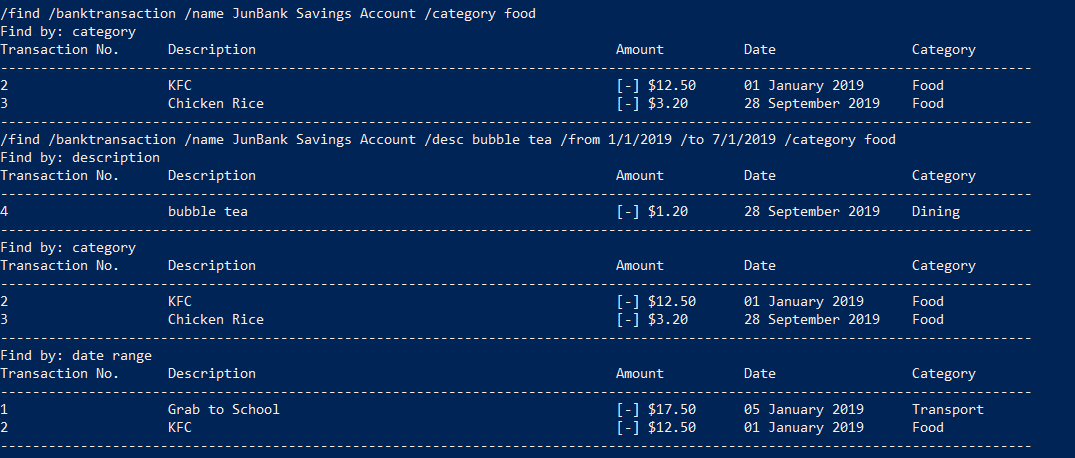 /find /banktransaction /name JunBank Savings Account /category food
Find by: category
Transaction No.      Description                                             Amount          Date                 Category
---------------------------------------------------------------------------------------------------------------------------------
2                    KFC                                                     [-] $12.50      01 January 2019      Food
3                    Chicken Rice                                            [-] $3.20       28 September 2019    Food
---------------------------------------------------------------------------------------------------------------------------------
/find /banktransaction /name JunBank Savings Account /desc bubble tea /from 1/1/2019 /to 7/1/2019 /category food
Find by: description
Transaction No.      Description                                             Amount          Date                 Category
---------------------------------------------------------------------------------------------------------------------------------
4                    bubble tea                                              [-] $1.20       28 September 2019    Dining
---------------------------------------------------------------------------------------------------------------------------------
Find by: category
Transaction No.      Description                                             Amount          Date                 Category
---------------------------------------------------------------------------------------------------------------------------------
2                    KFC                                                     [-] $12.50      01 January 2019      Food
3                    Chicken Rice                                            [-] $3.20       28 September 2019    Food
---------------------------------------------------------------------------------------------------------------------------------
Find by: date range
Transaction No.      Description                                             Amount          Date                 Category
---------------------------------------------------------------------------------------------------------------------------------
1                    Grab to School                                          [-] $17.50      05 January 2019      Transport
2                    KFC                                                     [-] $12.50      01 January 2019      Food
---------------------------------------------------------------------------------------------------------------------------------